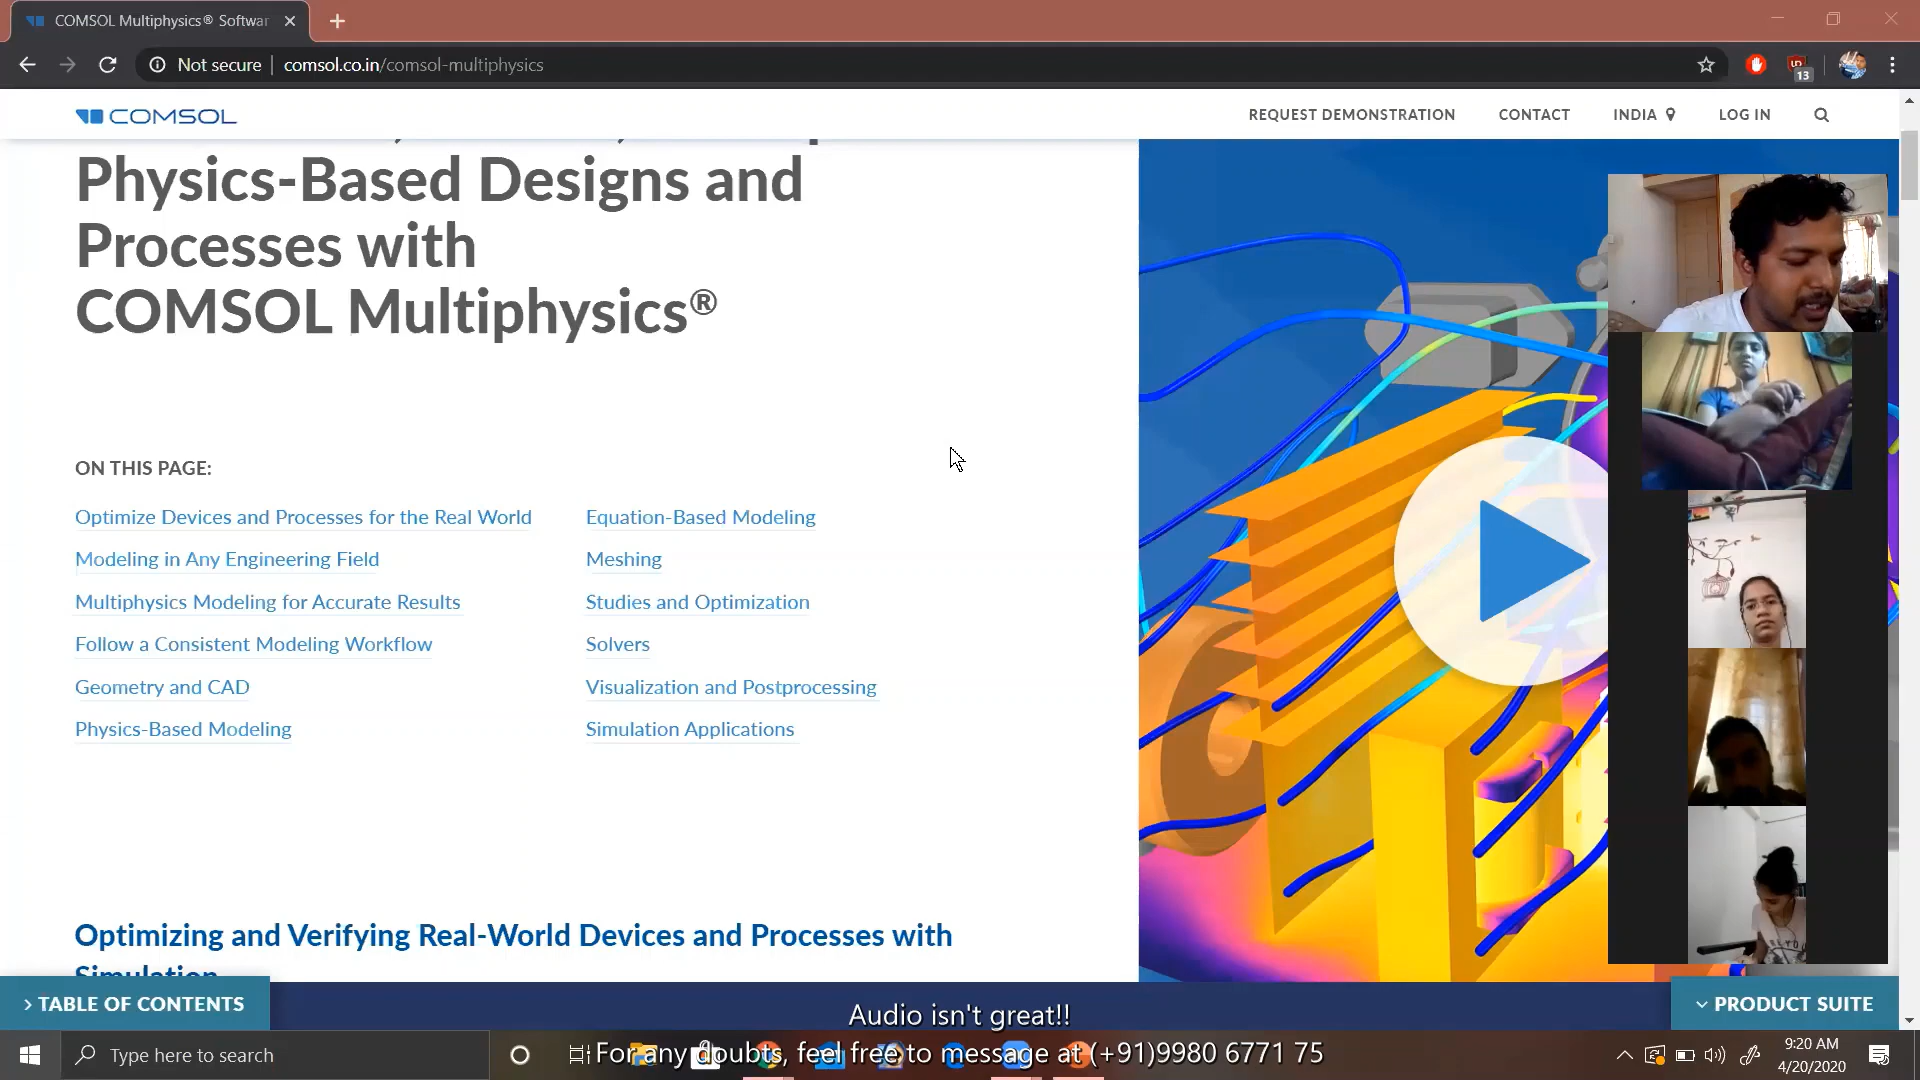 COMSOL Multiphysics® Softwar
Not secure | comsol.co.in/comsol-multiphysics
13
COMSOL
REQUEST DEMONSTRATION
CONTACT
INDIA
LOG IN
Physics-Based Designs and
Processes with
COMSOL Multiphysics®
ON THIS PAGE:
Optimize Devices and Processes for the Real World
Modeling in Any Engineering Field
Multiphysics Modeling for Accurate Results
Follow a Consistent Modeling Workflow
Geometry and CAD
Physics-Based Modeling
Equation-Based Modeling
Meshing
Studies and Optimization
Solvers
Visualization and Postprocessing
Simulation Applications
Optimizing and Verifying Real-World Devices and Processes with
Simulation
TABLE OF CONTENTS
PRODUCT SUITE
Audio isn't great!!
For any doubts, feel free to message at (+91)9980 6771 75
Type here to search
9:20 AM
4/20/2020